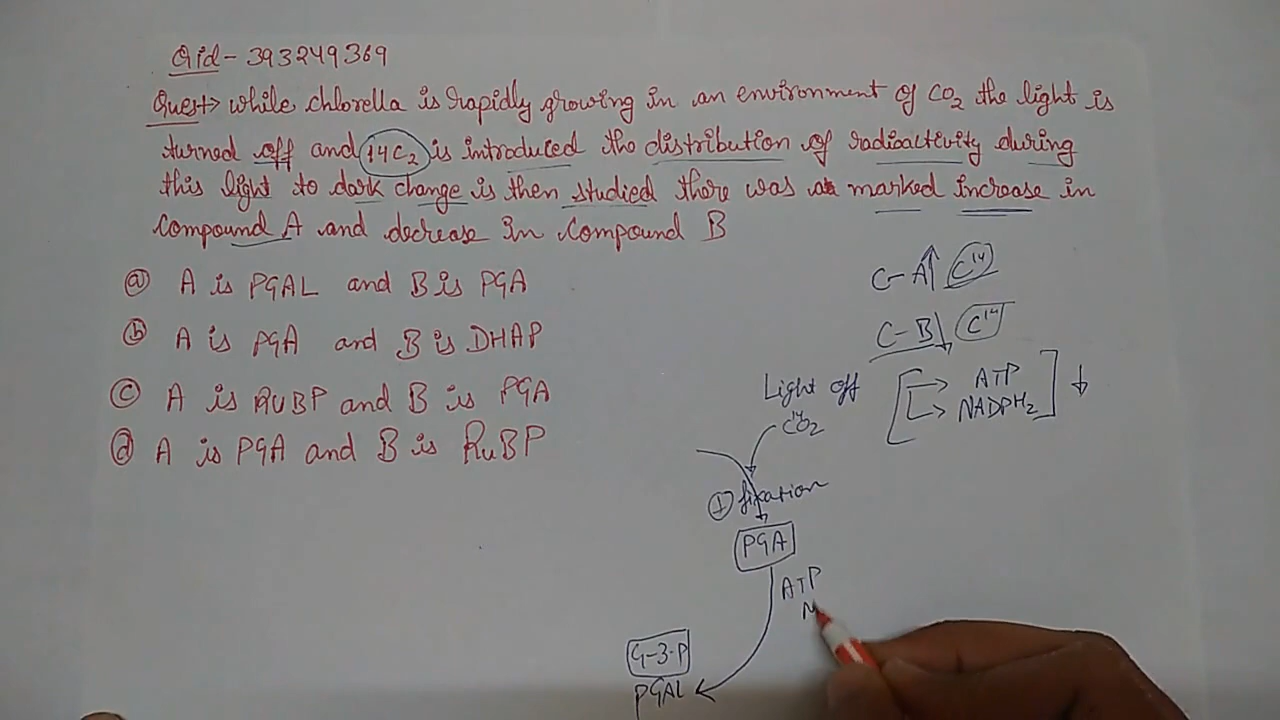 Qid - 393249369
Quest→ while chlorella is rapidly growing in an environment of CO2 the light is
turned off and 14C2 is introduced the distribution of radioactivity during
this light to dark change is then studied there was a marked increase in
compound A and decrease in compound B
ⓐ A is PGAL and B is PGA
ⓑ A is PGA and B is DHAP
ⓒ A is RUBP and B is PGA
ⓓ A is PGA and B is RuBP
C-A↑ C14
C-B↓ C14
Light off → ATP
→ NADPH2 ↓
14CO2
① fixation
PGA
ATP
N
G-3-P
PGAL